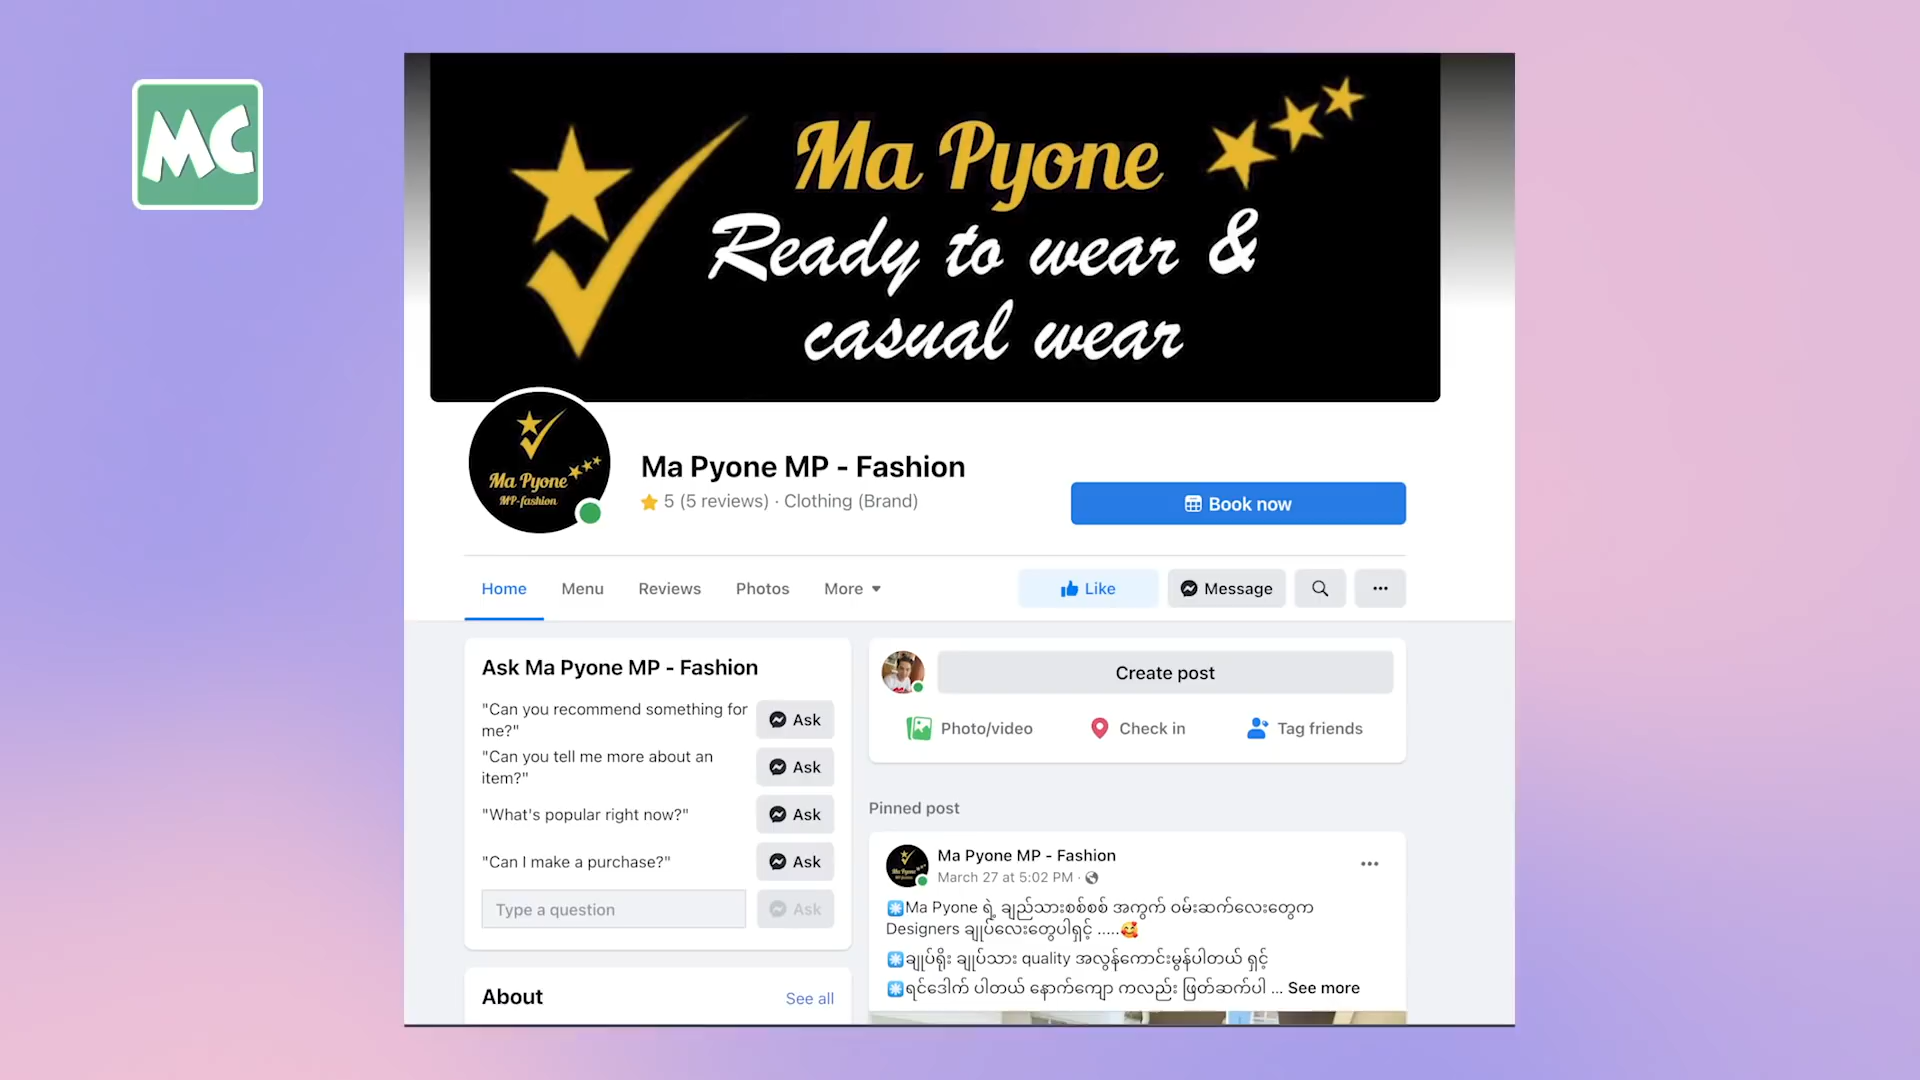 MC
Ma Pyone
Ready to wear &
casual wear
Ma Pyone
MP-fashion
Ma Pyone MP - Fashion
5 (5 reviews) · Clothing (Brand)
Book now
Home
Menu
Reviews
Photos
More
Like
Message
Ask Ma Pyone MP - Fashion
"Can you recommend something for
me?"
Ask
"Can you tell me more about an
item?"
Ask
"What's popular right now?"
Ask
"Can I make a purchase?"
Ask
Type a question
Ask
About
See all
Create post
Photo/video
Check in
Tag friends
Pinned post
Ma Pyone MP - Fashion
March 27 at 5:02 PM ·
Ma Pyone ရဲ့ ချည်သားစစ်စစ် အကွက် ဝမ်းဆက်လေးတွေက
Designers ချုပ်လေးတွေပါရှင့် .....🥰
ချုပ်ရိုး ချုပ်သား quality အလွန်ကောင်းမွန်ပါတယ် ရှင့်
ရင်ဒေါက် ပါတယ် နောက်ကျော ကလည်း ဖြတ်ဆက်ပါ ... See more